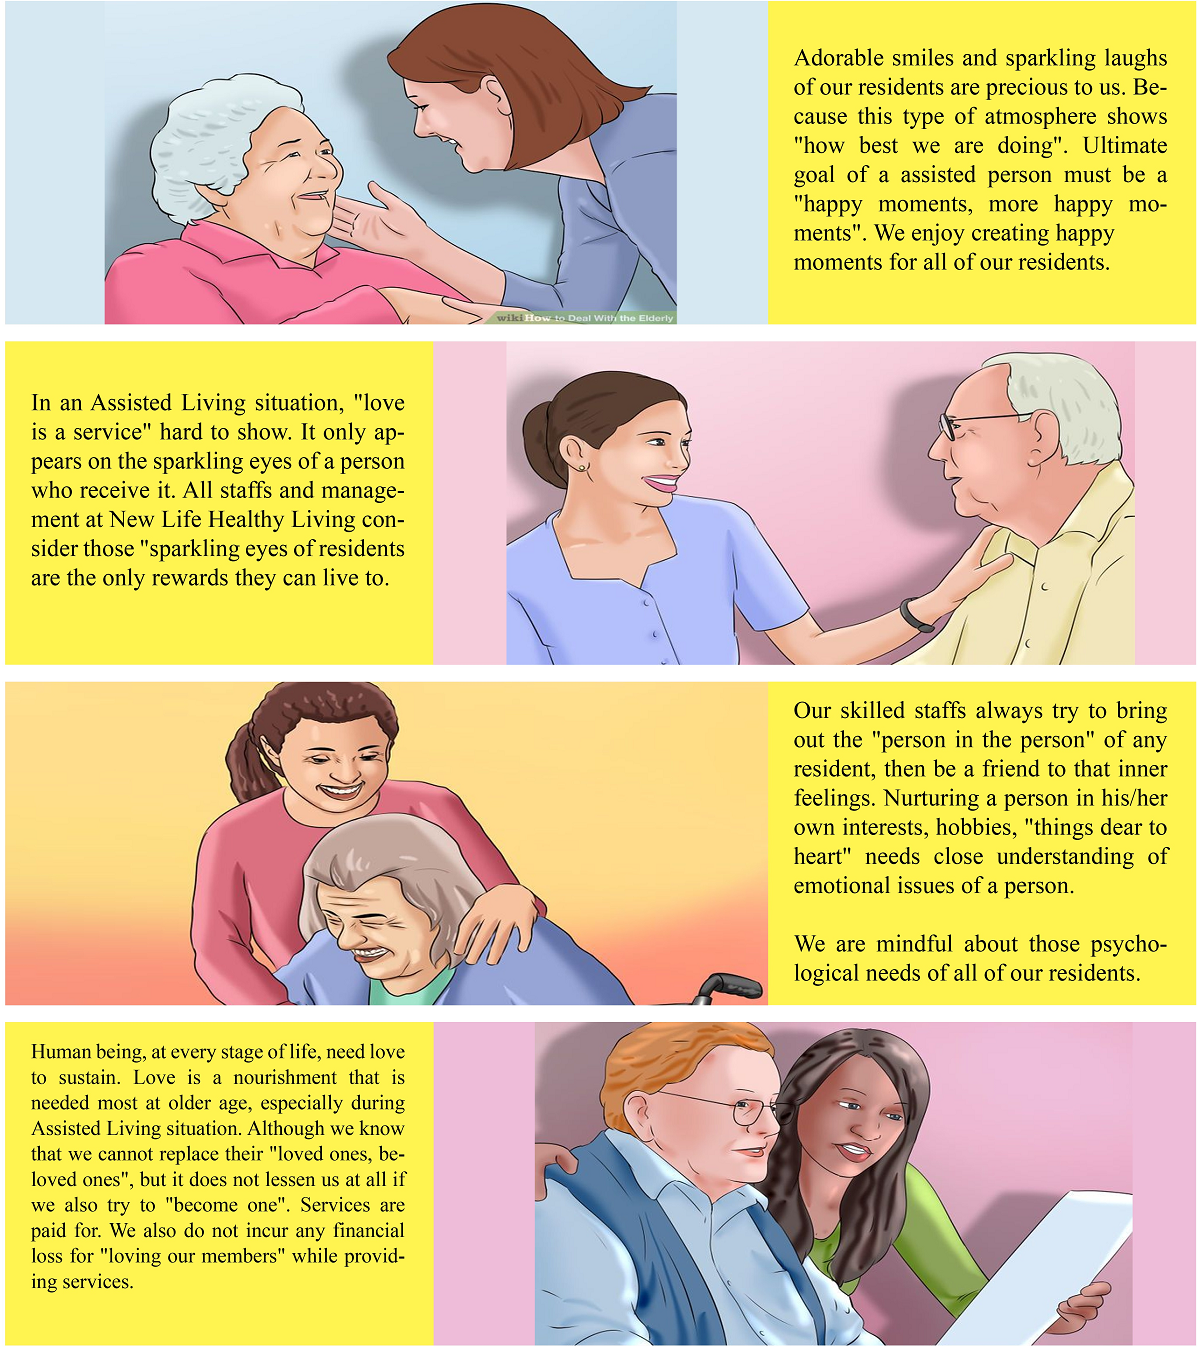 Adorable smiles and sparkling laughs
of our residents are precious to us. Be-
cause this type of atmosphere shows
"how best we are doing". Ultimate
goal of a assisted person must be a
"happy moments, more happy mo-
ments". We enjoy creating happy
moments for all of our residents.
wikiHow to Deal With the Elderly
In an Assisted Living situation, "love
is a service" hard to show. It only ap-
pears on the sparkling eyes of a person
who receive it. All staffs and manage-
ment at New Life Healthy Living con-
sider those "sparkling eyes of residents
are the only rewards they can live to.
Our skilled staffs always try to bring
out the "person in the person" of any
resident, then be a friend to that inner
feelings. Nurturing a person in his/her
own interests, hobbies, "things dear to
heart" needs close understanding of
emotional issues of a person.
We are mindful about those psycho-
logical needs of all of our residents.
Human being, at every stage of life, need love
to sustain. Love is a nourishment that is
needed most at older age, especially during
Assisted Living situation. Although we know
that we cannot replace their "loved ones, be-
loved ones", but it does not lessen us at all if
we also try to "become one". Services are
paid for. We also do not incur any financial
loss for "loving our members" while provid-
ing services.